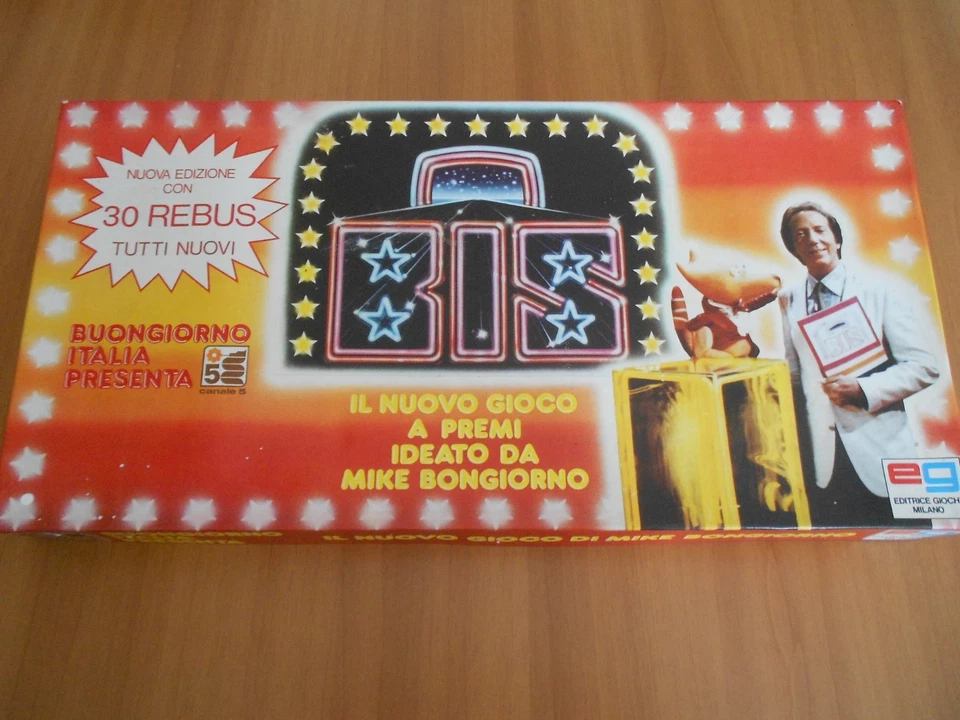 NUOVA EDIZIONE
CON
30 REBUS
TUTTI NUOVI
BIS
BUONGIORNO
ITALIA
PRESENTA
5
canale 5
IL NUOVO GIOCO
A PREMI
IDEATO DA
MIKE BONGIORNO
BIS
eg
EDITRICE GIOCHI
MILANO
IL NUOVO GIOCO DI MIKE BONGIORNO